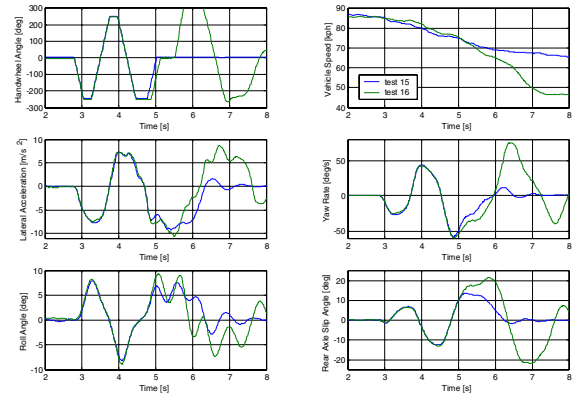 Handwheel Angle [deg]
300
200
100
0
-100
-200
-300
2 3 4 5 6 7 8
Time [s]
Vehicle Speed [kph]
90
80
70
60
50
40
test 15
test 16
2 3 4 5 6 7 8
Time [s]
Lateral Acceleration [m/s 2]
10
5
0
-5
-10
2 3 4 5 6 7 8
Time [s]
Yaw Rate [deg/s]
50
0
-50
2 3 4 5 6 7 8
Time [s]
Roll Angle [deg]
10
5
0
-5
-10
2 3 4 5 6 7 8
Time [s]
Rear Axle Slip Angle [deg]
20
10
0
-10
-20
2 3 4 5 6 7 8
Time [s]